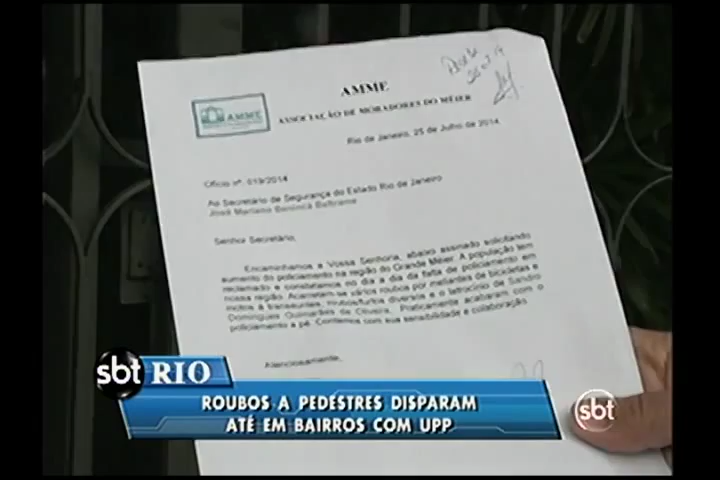 AMME
AMME
ASSOCIAÇÃO DE MORADORES DO MÉIER
Rio de Janeiro, 25 de Julho de 2014.
Ofício nº. 019/2014
Ao Secretário de Segurança do Estado Rio de Janeiro
José Mariano Benincá Beltrame
Senhor Secretário,
Encaminhamos a Vossa Senhoria, abaixo assinado solicitando
aumento do policiamento na região do Grande Méier. A população tem
reclamado e constatamos no dia a dia da falta de policiamento em
nossa região. Acarretam-se vários roubos por meliantes de bicicletas e
motos à transeuntes, roubos/furtos diversos e o latrocínio de Sandro
Domingues Guimarães de Oliveira. Praticamente acabaram com o
policiamento a pé. Contamos com sua sensibilidade e colaboração.
Atenciosamente,
sbt RIO
ROUBOS A PEDESTRES DISPARAM
ATÉ EM BAIRROS COM UPP
sbt